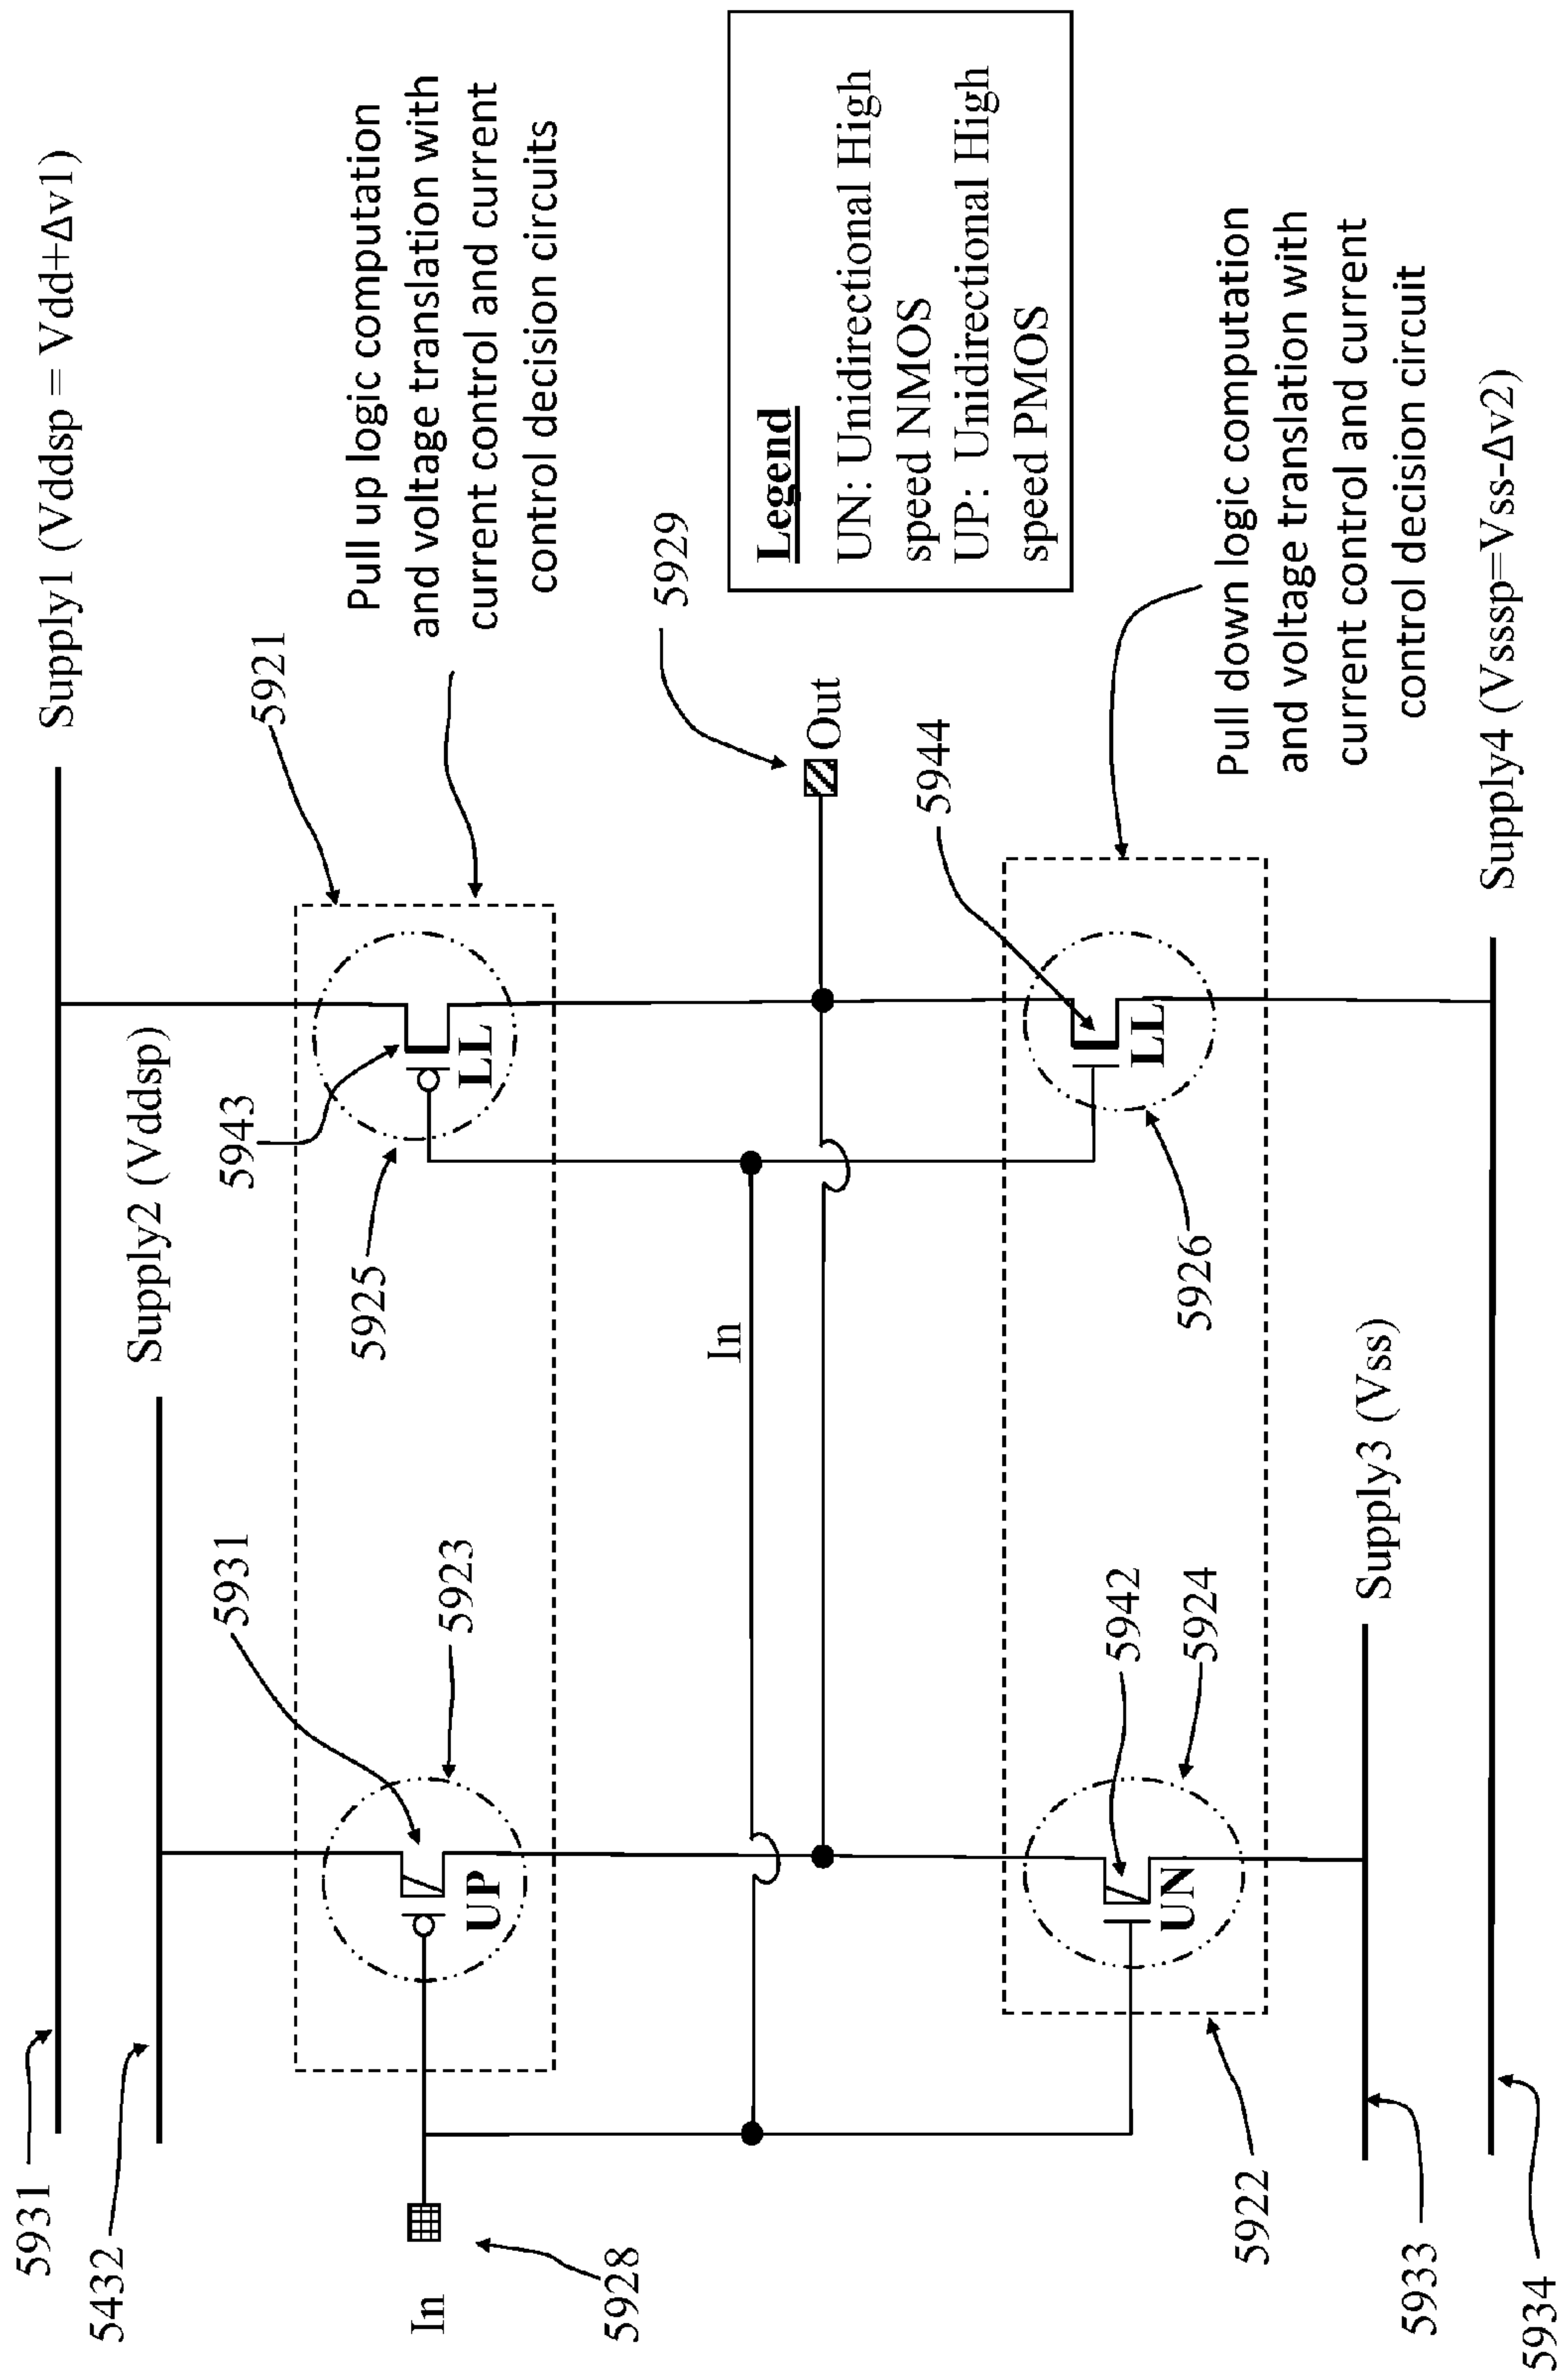 Supply1 (Vddsp = Vdd+Δv1)
5931
Supply2 (Vddsp)
5432
5921
Pull up logic computation
and voltage translation with
current control and current
control decision circuits
5931
5943
5923
UP
5925
LL
In
5928
In
5929
Out
Legend
UN: Unidirectional High
speed NMOS
UP: Unidirectional High
speed PMOS
5944
5942
5924
UN
5926
LL
Pull down logic computation
and voltage translation with
current control and current
control decision circuit
5922
Supply3 (Vss)
5933
Supply4 (Vsssp=Vss-Δv2)
5934